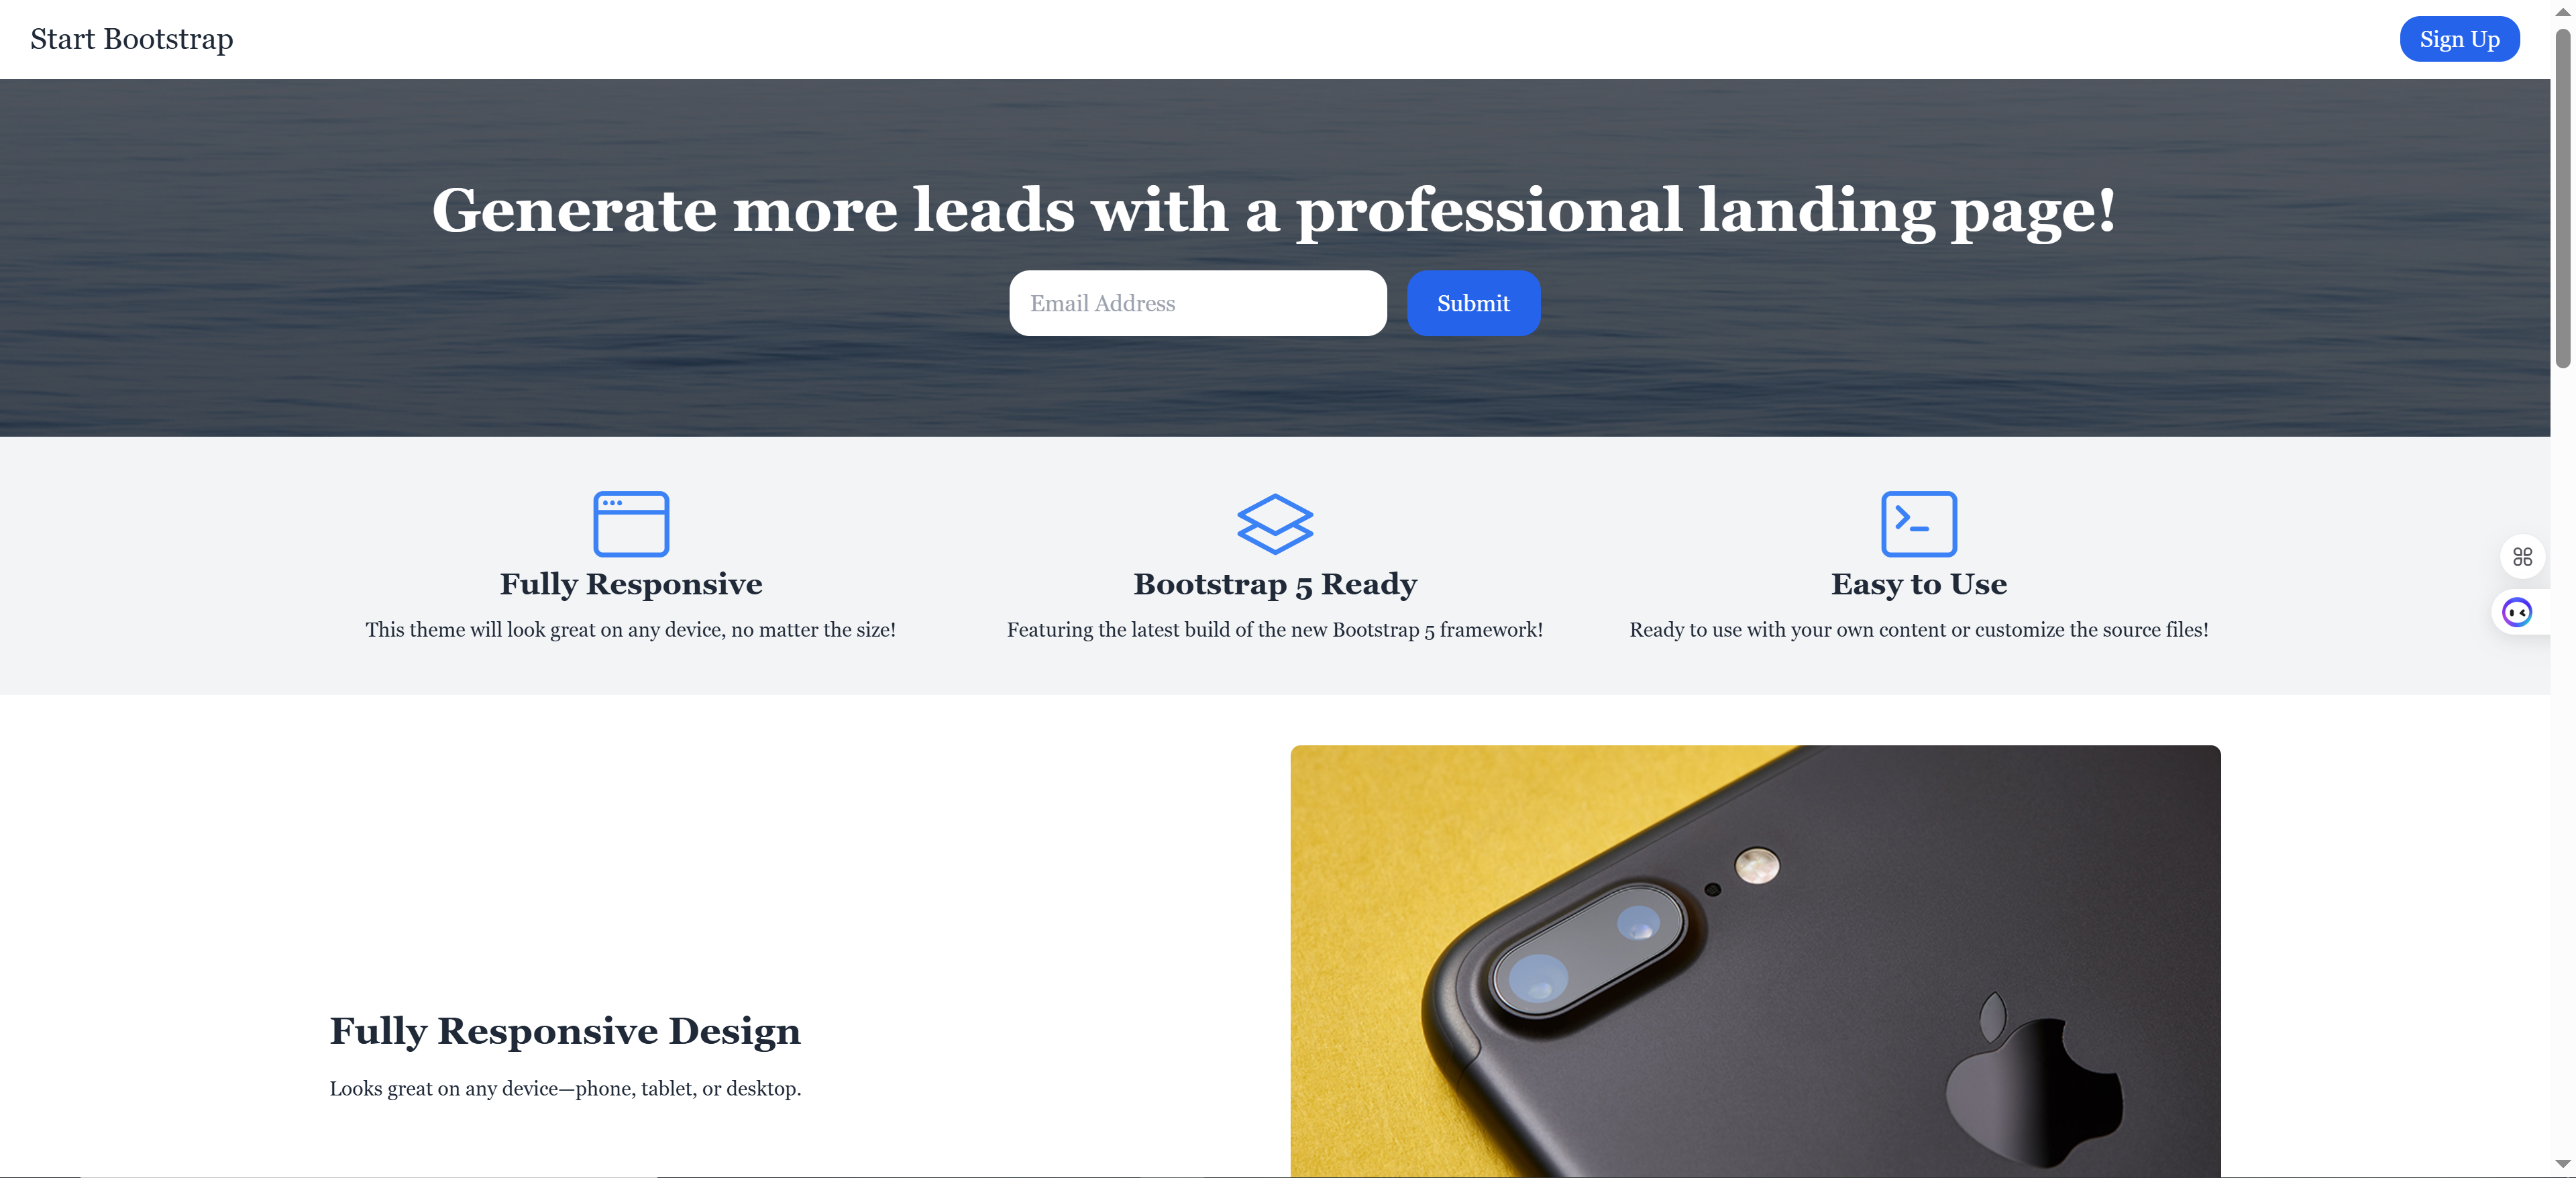 Start Bootstrap
Sign Up
Generate more leads with a professional landing page!
Email Address
Submit
Fully Responsive
This theme will look great on any device, no matter the size!
Bootstrap 5 Ready
Featuring the latest build of the new Bootstrap 5 framework!
Easy to Use
Ready to use with your own content or customize the source files!
Fully Responsive Design
Looks great on any device—phone, tablet, or desktop.